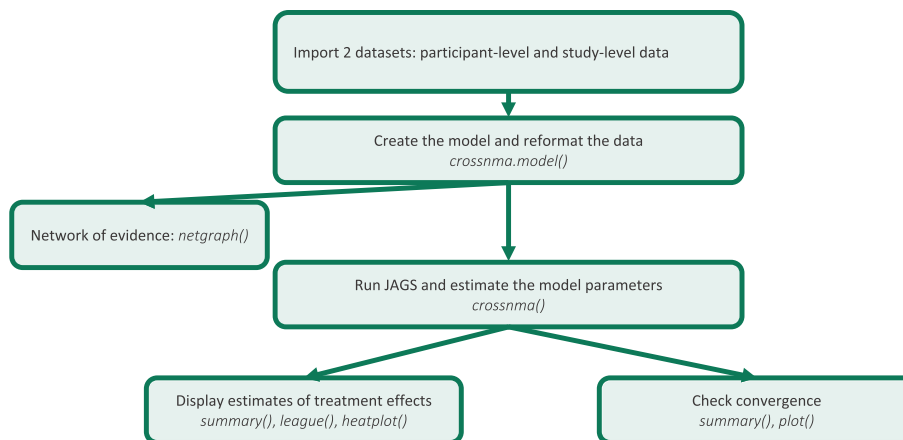 Import 2 datasets: participant-level and study-level data
Create the model and reformat the data
crossnma.model()
Network of evidence: netgraph()
Run JAGS and estimate the model parameters
crossnma()
Display estimates of treatment effects
summary(), league(), heatplot()
Check convergence
summary(), plot()